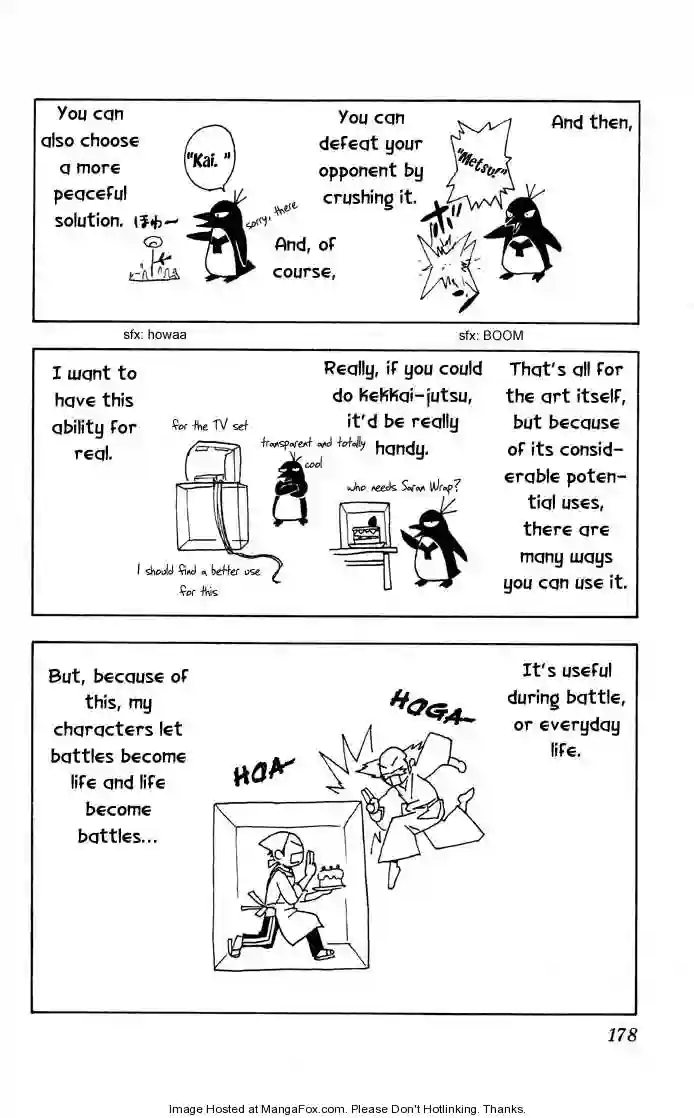 And then,
"Metsu!"
You can
defeat your
opponent by
crushing it.
And, of
course,
sorry, there
"Kai. "
You can
also choose
a more
peaceful
solution.
ほわ〜
sfx: howaa
sfx: BOOM
That's all for
the art itself,
but because
of its consid-
erable poten-
tial uses,
there are
many ways
you can use it.
Really, if you could
do kekkai-jutsu,
it'd be really
handy.
who needs Saran Wrap?
transparent and totally
cool
for the TV set
I should find a better use
for this
I want to
have this
ability for
real.
It's useful
during battle,
or everyday
life.
HOGA-
HOA-
But, because of
this, my
characters let
battles become
life and life
become
battles...
178
Image Hosted at MangaFox.com. Please Don't Hotlinking. Thanks.